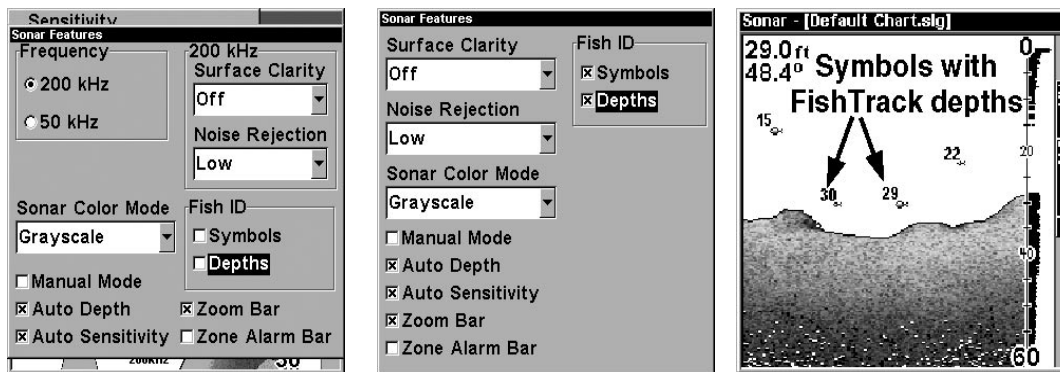 Sensitivity
Sonar Features
Frequency
200 kHz
50 kHz
200 kHz
Surface Clarity
Off
Noise Rejection
Low
Sonar Color Mode
Grayscale
Fish ID
Symbols
Depths
Manual Mode
Auto Depth
Zoom Bar
Auto Sensitivity
Zone Alarm Bar
200kHz
Sonar Features
Surface Clarity
Off
Noise Rejection
Low
Sonar Color Mode
Grayscale
Manual Mode
Auto Depth
Auto Sensitivity
Zoom Bar
Zone Alarm Bar
Fish ID
Symbols
Depths
Sonar - [Default Chart.slg]
29.0 ft
48.4°
0
Symbols with
FishTrack depths
15
22
20
30
29
40
60